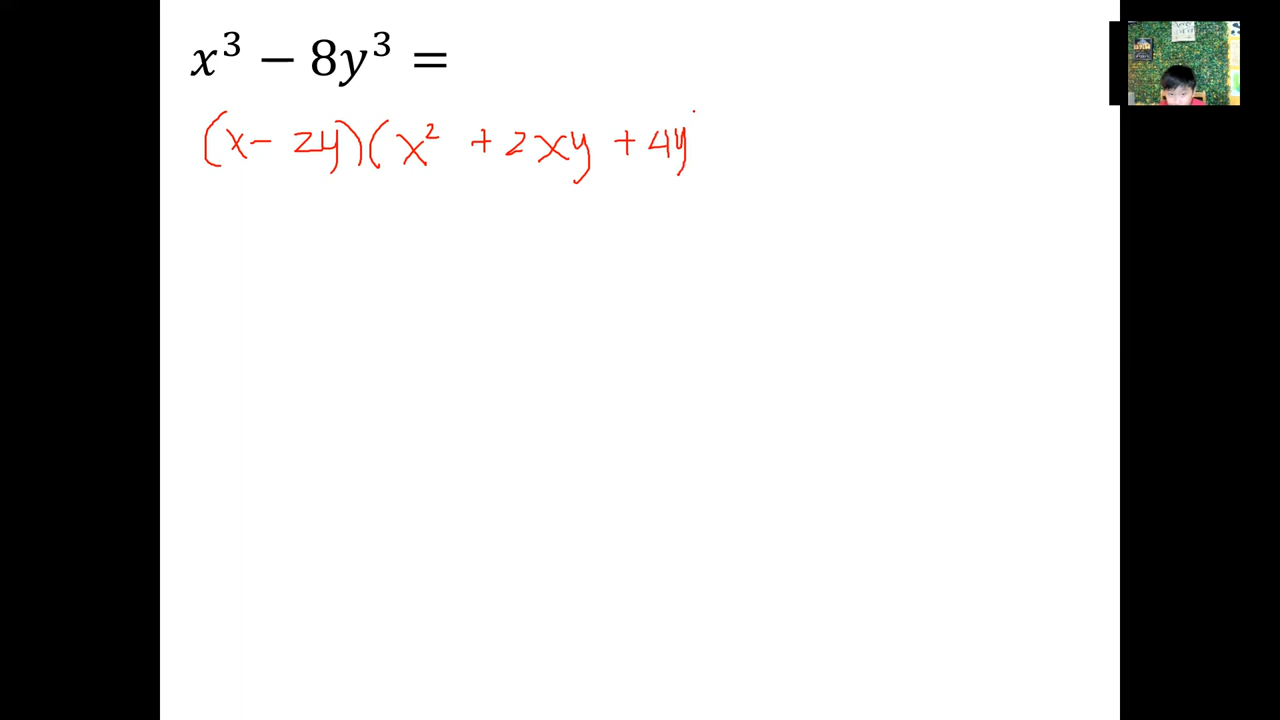 x³ − 8y³ =
(x − 2y)(x² + 2xy + 4y